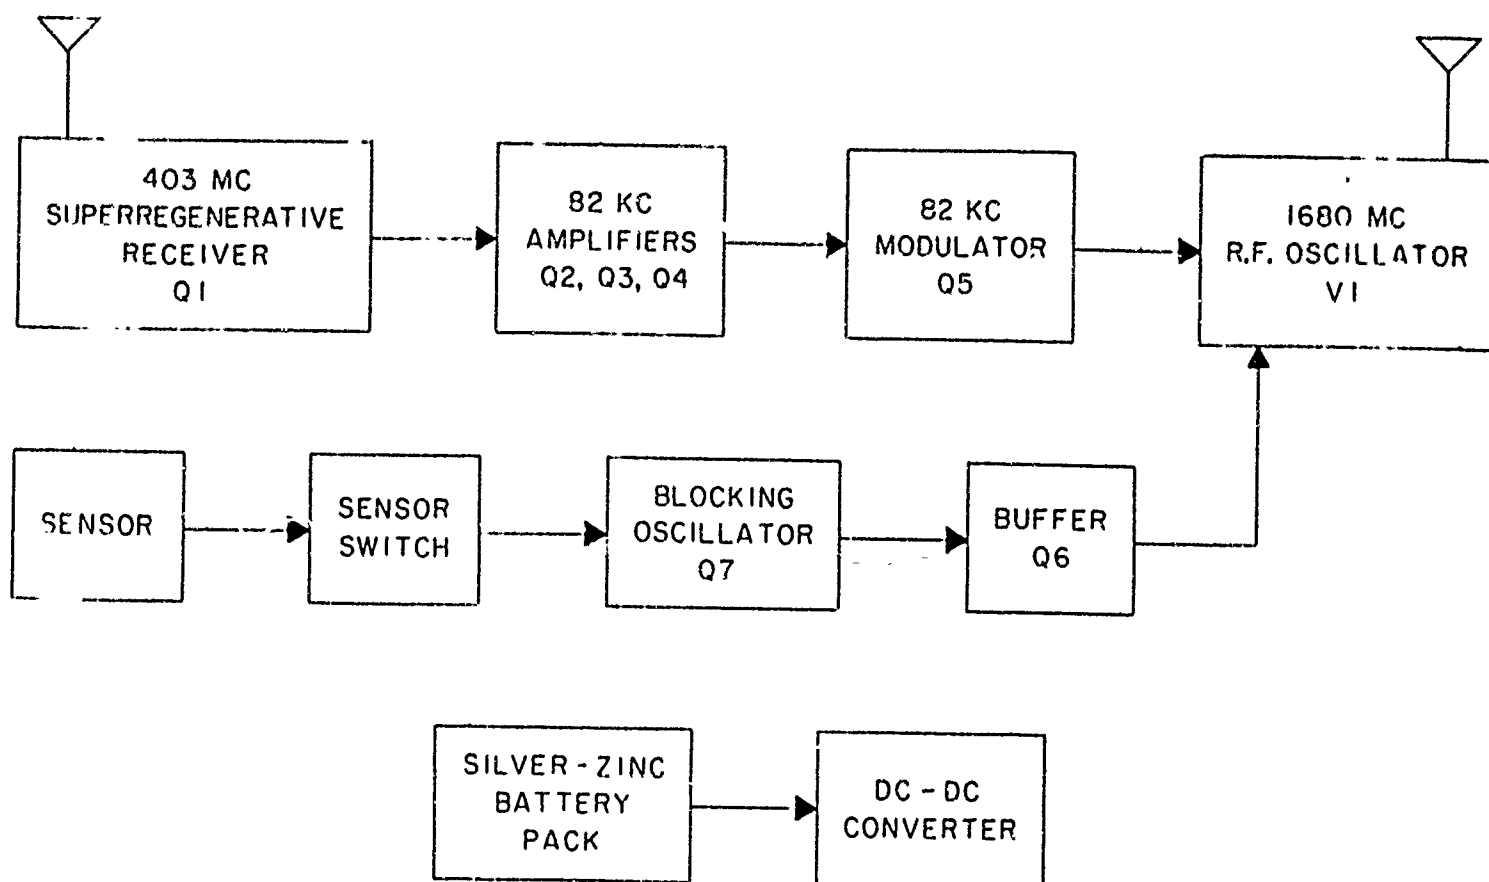 403 MC
SUPERREGENERATIVE
RECEIVER
Q1
82 KC
AMPLIFIERS
Q2, Q3, Q4
82 KC
MODULATOR
Q5
1680 MC
R.F. OSCILLATOR
V1
SENSOR
SENSOR
SWITCH
BLOCKING
OSCILLATOR
Q7
BUFFER
Q6
SILVER-ZINC
BATTERY
PACK
DC-DC
CONVERTER